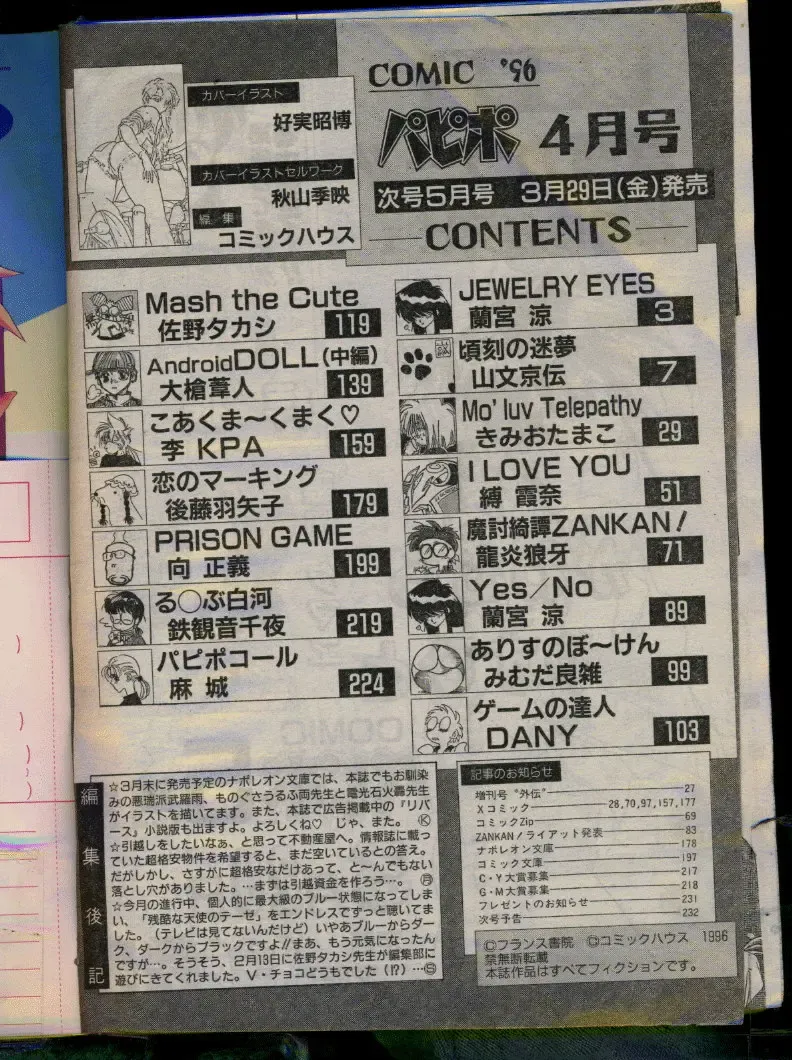 カバーイラスト
好実昭博
カバーイラストセルワーク
秋山季映
編集
コミックハウス
COMIC '96
パピポ 4月号
次号5月号 3月29日(金)発売
CONTENTS
JEWELRY EYES
蘭宮 涼 3
頃刻の迷夢
山文京伝 7
Mo' luv Telepathy
きみおたまこ 29
I LOVE YOU
縛 霞奈 51
魔討綺譚ZANKAN!
龍炎狼牙 71
Yes/No
蘭宮 涼 89
ありすのぼ〜けん
みむだ良雑 99
ゲームの達人
DANY 103
Mash the Cute
佐野タカシ 119
AndroidDOLL(中編)
大槍葦人 139
こあくま〜くまく♡
李 KPA 159
恋のマーキング
後藤羽矢子 179
PRISON GAME
向 正義 199
る◯ぶ白河
鉄観音千夜 219
パピポコール
麻 城 224
編集後記
☆3月末に発売予定のナポレオン文庫では、本誌でもお馴染
みの悪瑞派武羅雨、ものぐさうるふ両先生と電光石火轟先生
がイラストを描いてます。また、本誌で広告掲載中の『リバ
ース』小説版も出ますよ。よろしくね♡ じゃ、また。 Ⓚ
☆引越しをしたいなぁ、と思って不動産屋へ。情報誌に載っ
ていた超格安物件を希望すると、まだ空いているとの答え。
だがしかし、さすがに超格安なだけあって、と〜んでもない
落とし穴がありました。…まずは引越資金を作ろう…。 ㊊
☆今月の進行中、個人的に最大級のブルー状態になってしま
い、「残酷な天使のテーゼ」をエンドレスでずっと聴いてま
した。(テレビは見てないんだけど)いやあブルーからダー
ク、ダークからブラックですよ//まあ、もう元気になったん
ですが…。そうそう、2月13日に佐野タカシ先生が編集部に
遊びにきてくれました。V・チョコどうもでした(!?)…Ⓢ
記事のお知らせ
増刊号“外伝” 27
Xコミック 28,70,97,157,177
コミックZip 69
ZANKAN!ライアット発表 83
ナポレオン文庫 178
コミック文庫 197
C・Y大賞募集 217
G・M大賞募集 218
プレゼントのお知らせ 231
次号予告 232
©フランス書院 ©コミックハウス 1996
禁無断転載
本誌作品はすべてフィクションです。